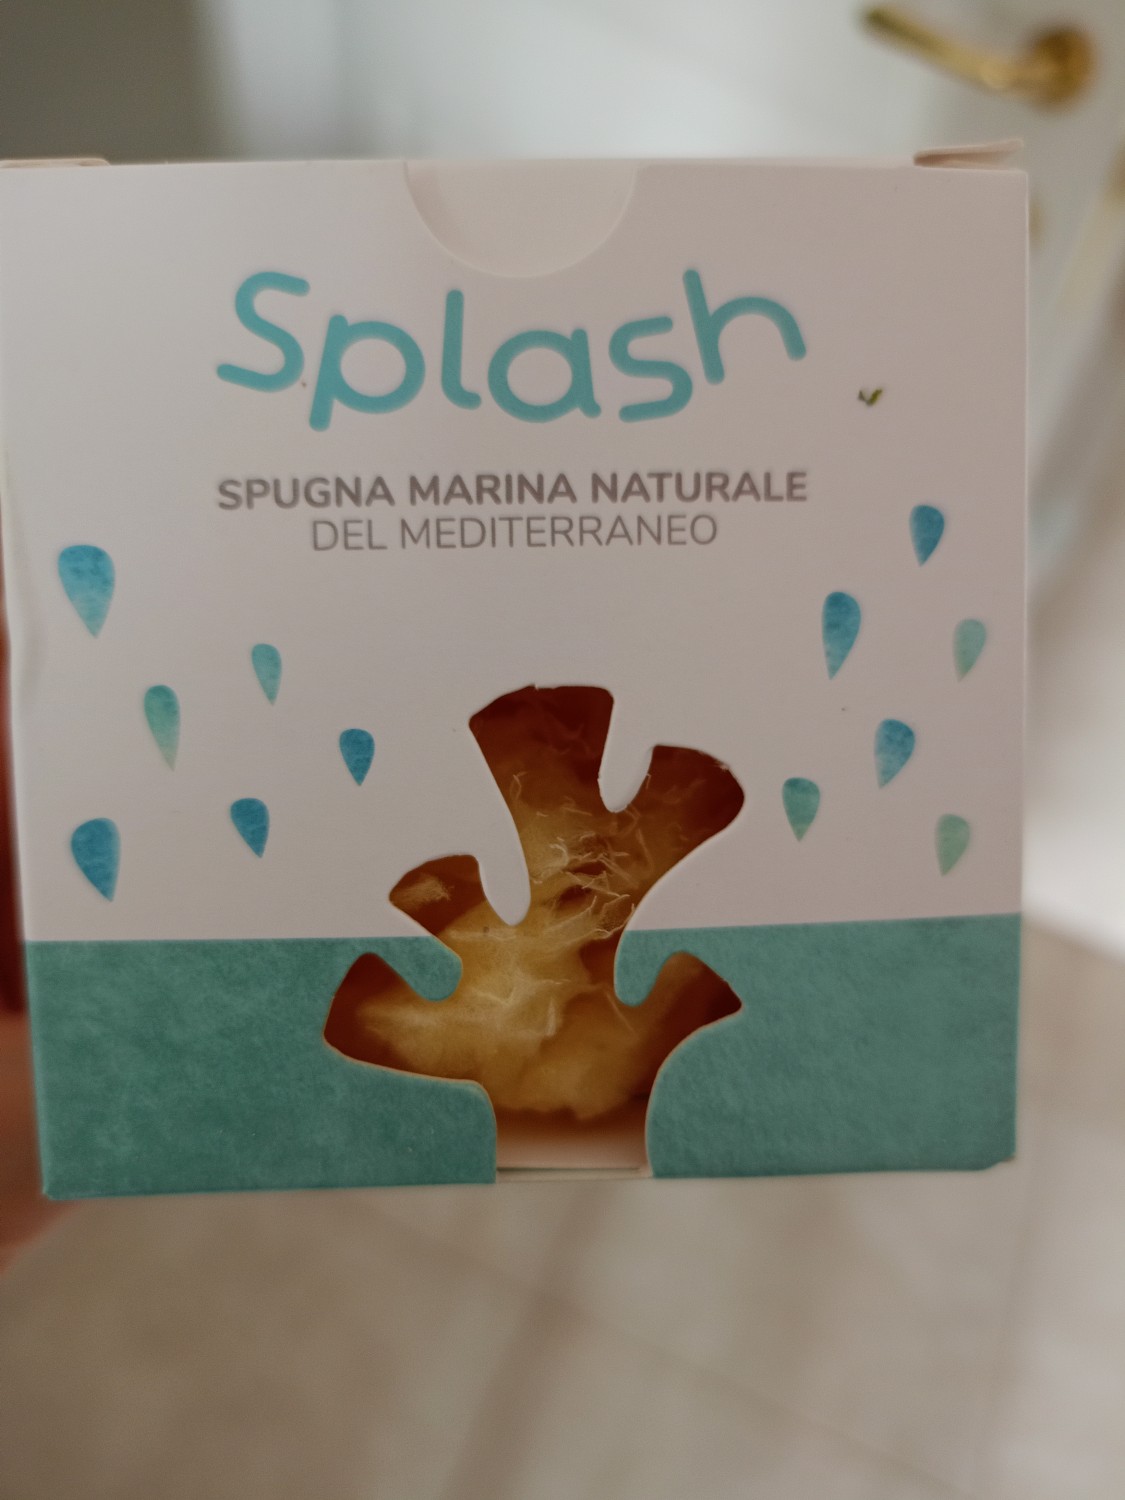 Splash
SPUGNA MARINA NATURALE
DEL MEDITERRANEO